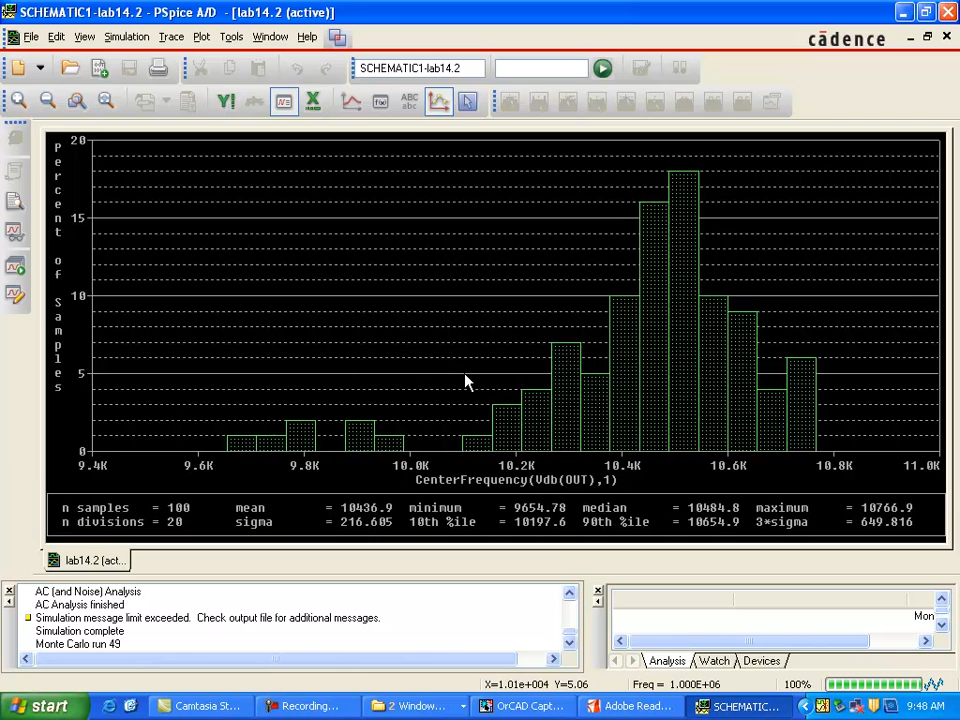 SCHEMATIC1-lab14.2 - PSpice A/D - [lab14.2 (active)]
File Edit View Simulation Trace Plot Tools Window Help
cādence
SCHEMATIC1-lab14.2
ABC
abc
Percent of Samples
20
15
10
5
0
9.4K 9.6K 9.8K 10.0K 10.2K 10.4K 10.6K 10.8K 11.0K
CenterFrequency(Vdb(OUT),1)
n samples = 100 mean = 10436.9 minimum = 9654.78 median = 10484.8 maximum = 10766.9
n divisions = 20 sigma = 216.605 10th %ile = 10197.6 90th %ile = 10654.9 3*sigma = 649.816
lab14.2 (act...
AC (and Noise) Analysis
AC Analysis finished
Simulation message limit exceeded. Check output file for additional messages.
Simulation complete
Monte Carlo run 49
Mon
Analysis Watch Devices
X=1.01e+004 Y=5.06 Freq = 1.000E+06 100%
start Camtasia St... Recording... 2 Window... OrCAD Capt... Adobe Read... SCHEMATIC... 9:48 AM